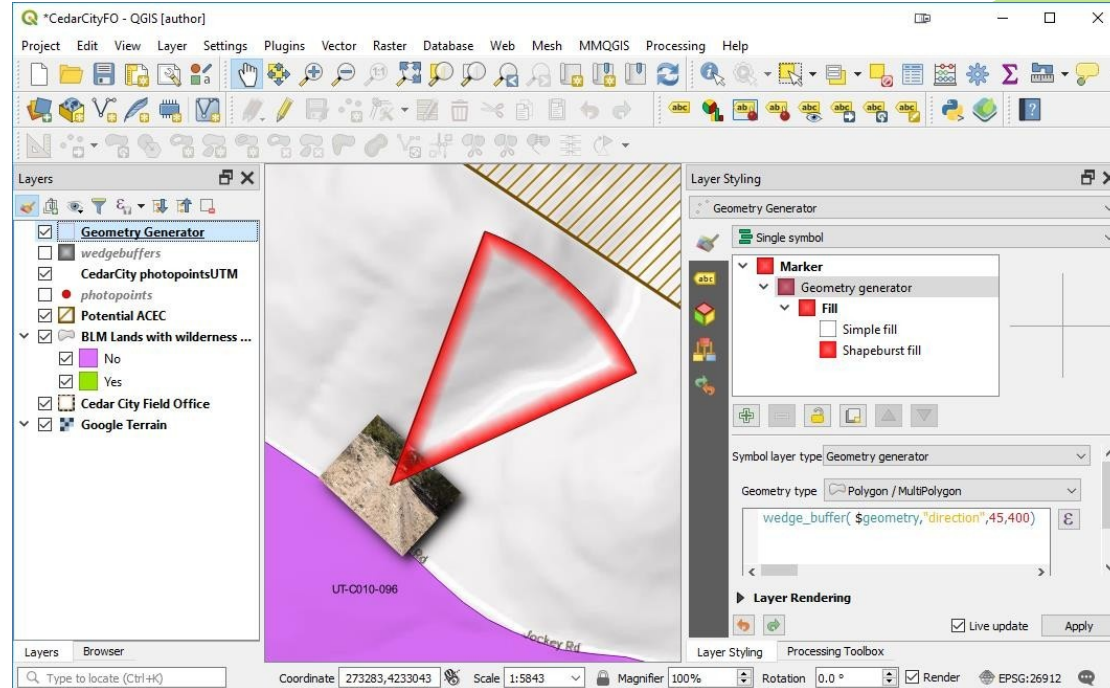 *CedarCityFO - QGIS [author]
Project Edit View Layer Settings Plugins Vector Raster Database Web Mesh MMQGIS Processing Help
Layers
Geometry Generator
wedgebuffers
CedarCity photopointsUTM
photopoints
Potential ACEC
BLM Lands with wilderness ...
No
Yes
Cedar City Field Office
Google Terrain
Layers Browser
UT-C010-096
Rd
Jockey Rd
Layer Styling
Geometry Generator
Single symbol
Marker
Geometry generator
Fill
Simple fill
Shapeburst fill
Symbol layer type Geometry generator
Geometry type Polygon / MultiPolygon
wedge_buffer( $geometry,"direction",45,400)
ε
Layer Rendering
Live update Apply
Layer Styling Processing Toolbox
Type to locate (Ctrl+K) Coordinate 273283,4233043 Scale 1:5843 Magnifier 100% Rotation 0.0 ° Render EPSG:26912